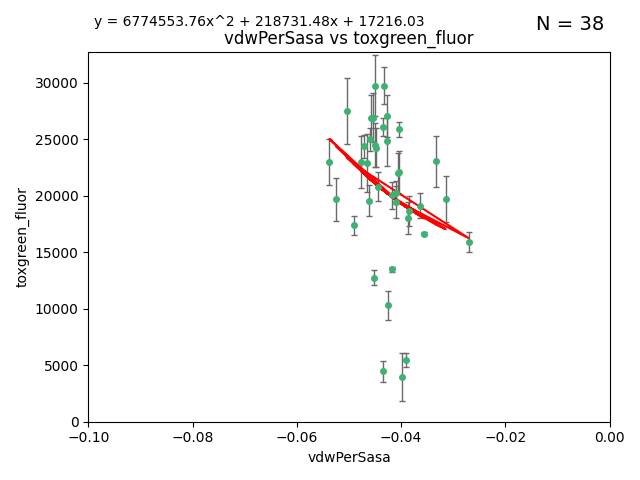 y = 6774553.76x^2 + 218731.48x + 17216.03
N = 38
vdwPerSasa vs toxgreen_fluor
30000
25000
20000
15000
10000
5000
0
toxgreen_fluor
−0.10 −0.08 −0.06 −0.04 −0.02 0.00
vdwPerSasa